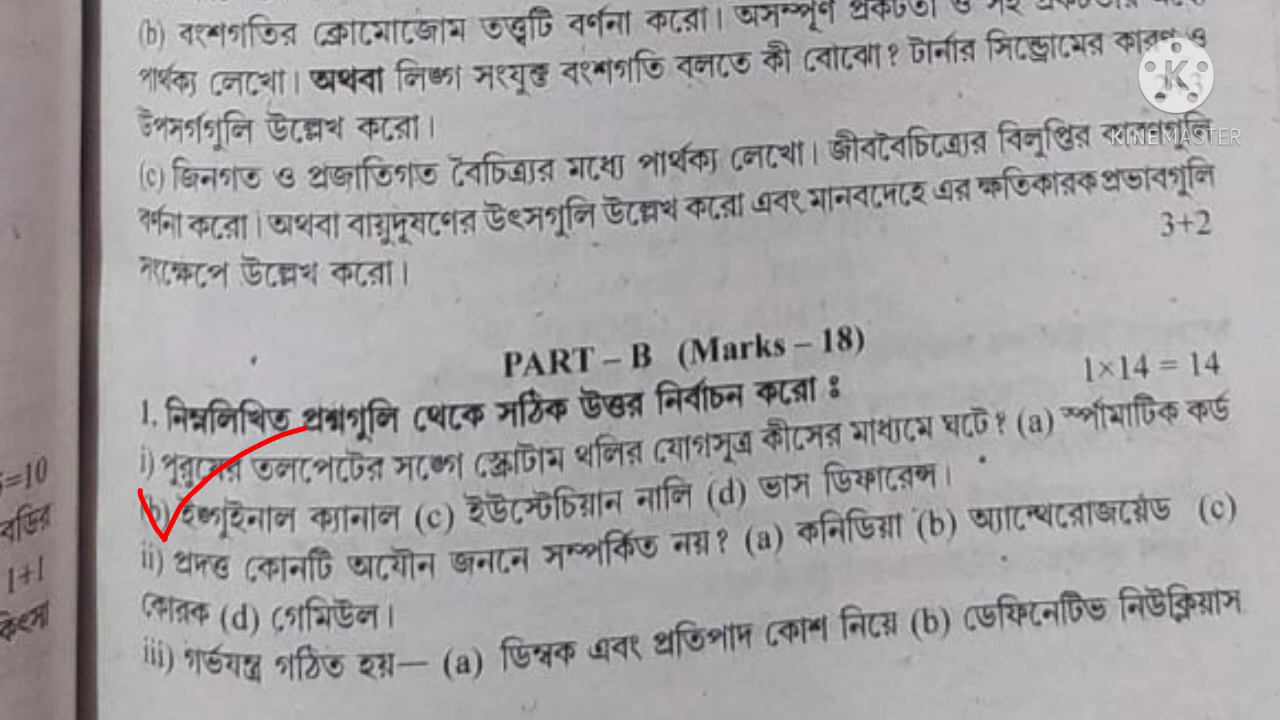 (b) বংশগতির ক্রোমোজোম তত্ত্বটি বর্ণনা করো। অসম্পূর্ণ প্রকটতা ও সহ
পার্থক্য লেখো। অথবা লিঙ্গ সংযুক্ত বংশগতি বলতে কী বোঝো? টার্নার সিন্ড্রোমের কারণ ও
উপসর্গগুলি উল্লেখ করো।
(c) জিনগত ও প্রজাতিগত বৈচিত্র্যের মধ্যে পার্থক্য লেখো। জীববৈচিত্র্যের বিলুপ্তির কারণগুলি
বর্ণনা করো। অথবা বায়ুদূষণের উৎসগুলি উল্লেখ করো এবং মানবদেহে এর ক্ষতিকারক প্রভাবগুলি
সংক্ষেপে উল্লেখ করো।
3+2
PART – B (Marks – 18)
1. নিম্নলিখিত প্রশ্নগুলি থেকে সঠিক উত্তর নির্বাচন করো ঃ
1×14 = 14
i) পুরুষের তলপেটের সঙ্গে স্ক্রোটাম থলির যোগসূত্র কীসের মাধ্যমে ঘটে? (a) স্পার্মাটিক কর্ড
(b) ইঙ্গুইনাল ক্যানাল (c) ইউস্টেচিয়ান নালি (d) ভাস ডিফারেন্স।
ii) প্রদত্ত কোনটি অযৌন জননে সম্পর্কিত নয়? (a) কনিডিয়া (b) অ্যান্থেরোজয়েড (c)
কোরক (d) গেমিউল।
iii) গর্ভযন্ত্র গঠিত হয়— (a) ডিম্বক এবং প্রতিপাদ কোশ নিয়ে (b) ডেফিনেটিভ নিউক্লিয়াস
=10
1+1
K
KINEMASTER